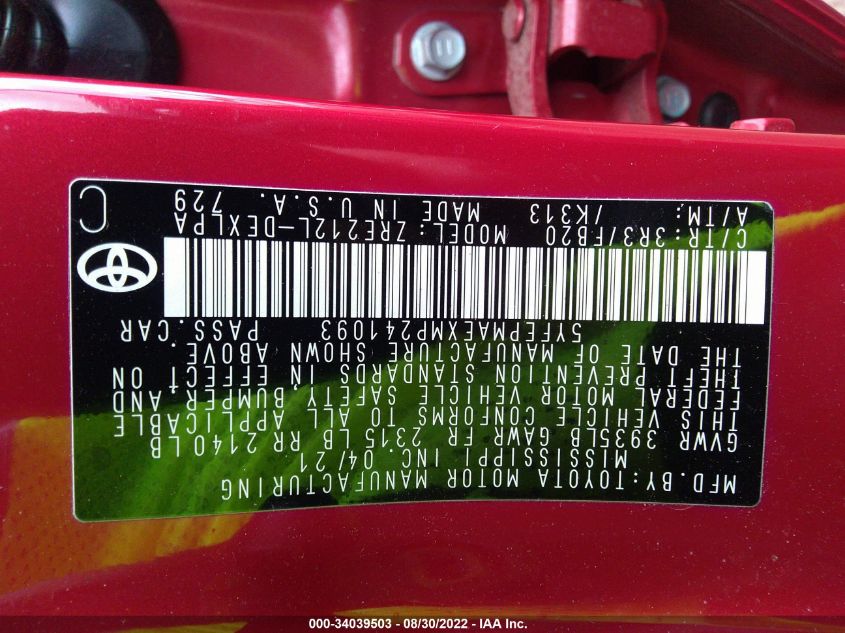 MFD.BY:TOYOTA MOTOR MANUFACTURING
MISSISSIPPI INC. 04/21
GVWR 3935LB GAWR FR 2315 LB RR 2140 LB
THIS VEHICLE CONFORMS TO ALL APPLICABLE
FEDERAL MOTOR VEHICLE SAFETY, BUMPER AND
THEFT PREVENTION STANDARDS IN EFFECT ON
THE DATE OF MANUFACTURE SHOWN ABOVE.
5YFEPMAEXMP241093 PASS.CAR
C/TR:3R3/FB20 MODEL:ZRE212L-DEXLPA
A/TM: /K313 MADE IN U.S.A. 729
C
000-34039503 - 08/30/2022 - IAA Inc.